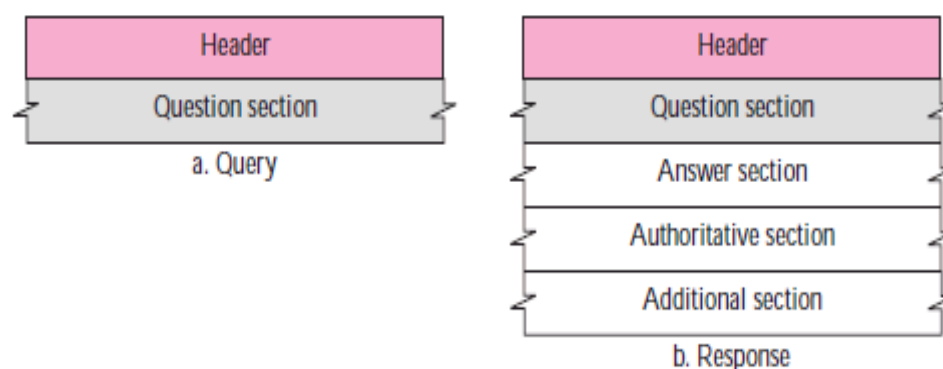 Header
Question section
a. Query
Header
Question section
Answer section
Authoritative section
Additional section
b. Response